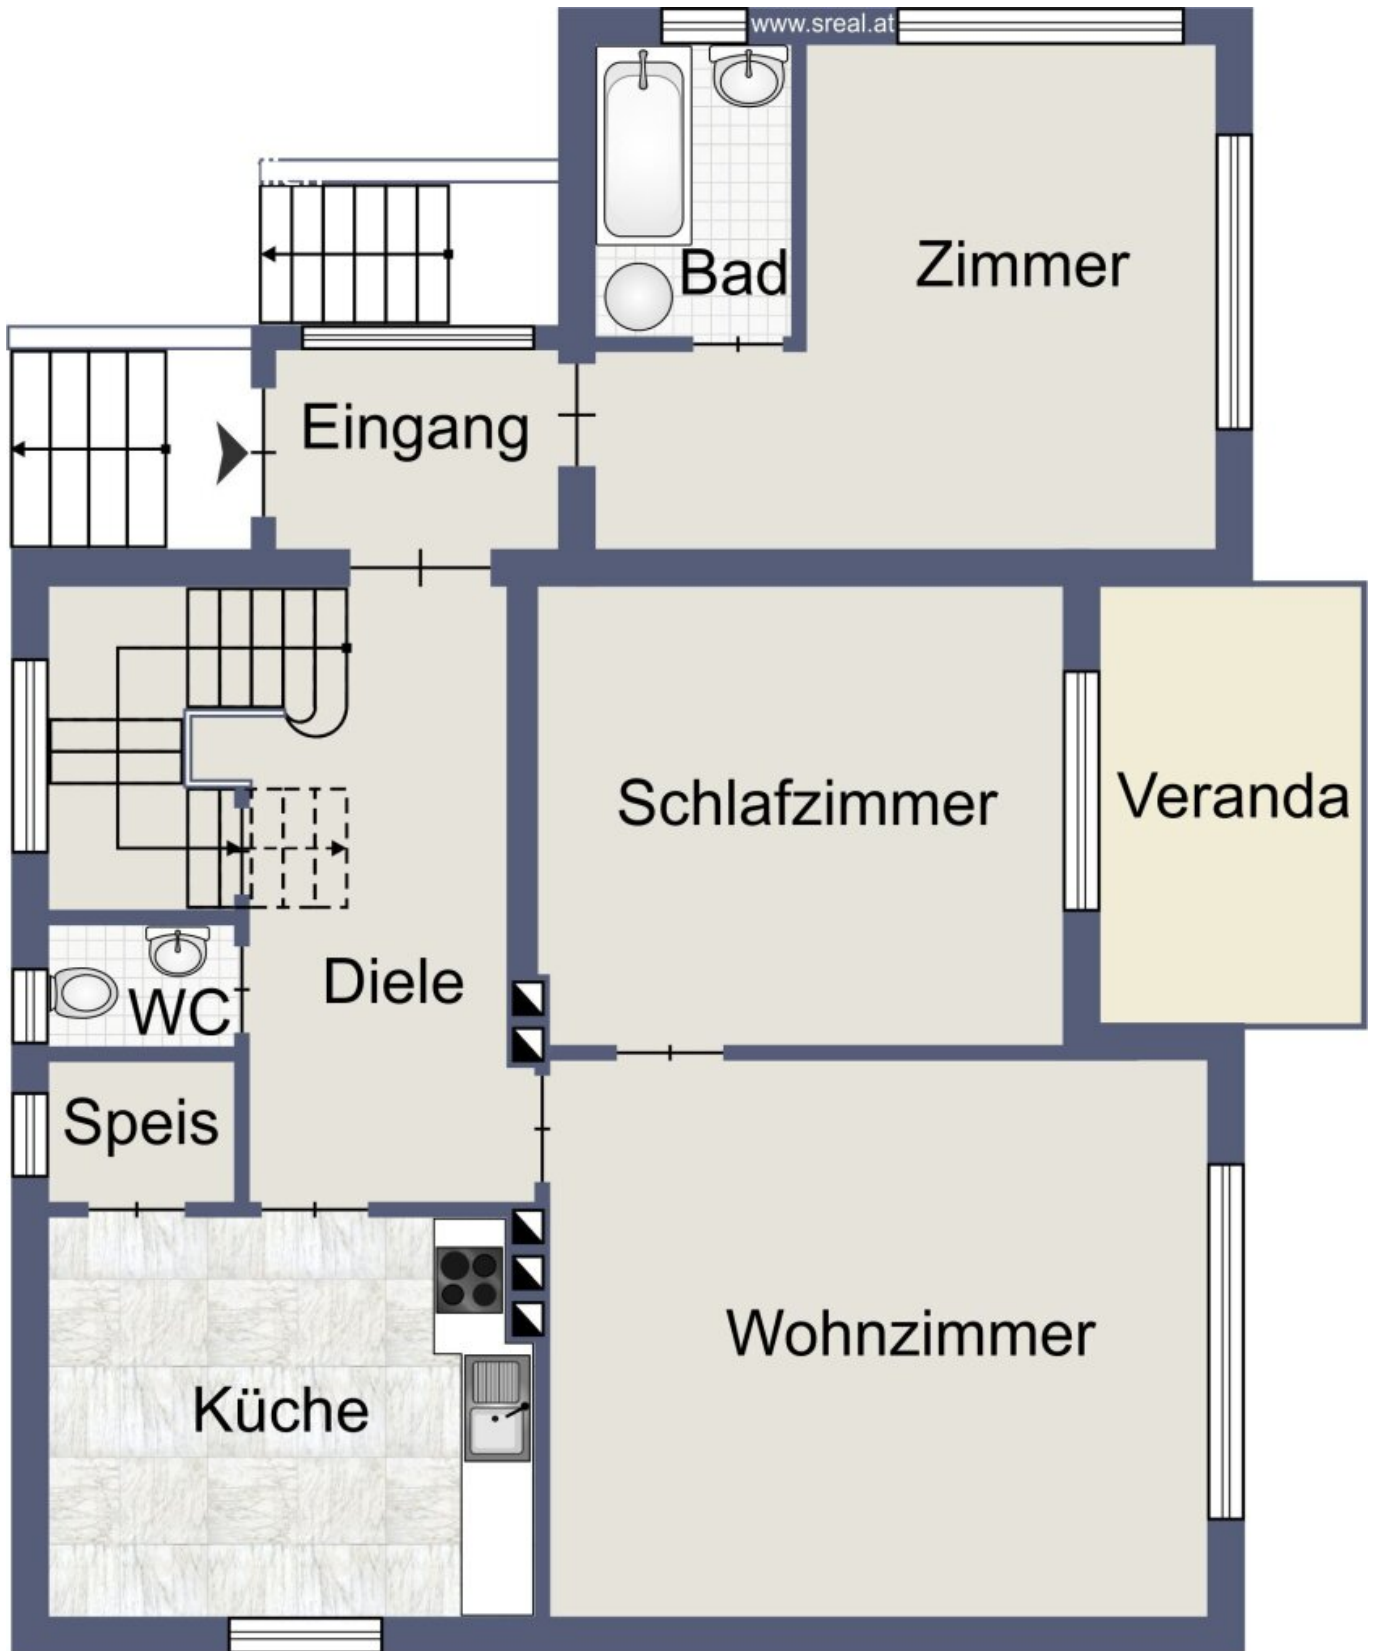 www.sreal.at
Bad
Zimmer
Eingang
Schlafzimmer
Veranda
Diele
WC
Speis
Wohnzimmer
Küche